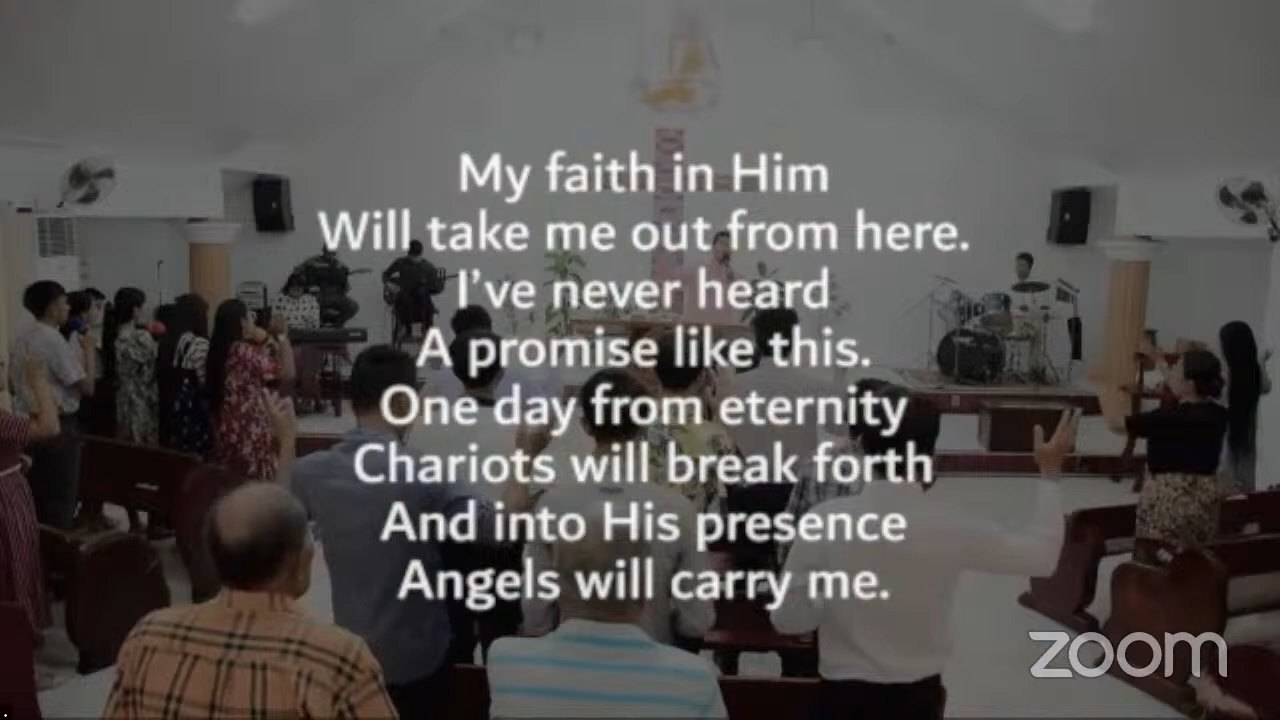 My faith in Him
Will take me out from here.
I've never heard
A promise like this.
One day from eternity
Chariots will break forth
And into His presence
Angels will carry me.
zoom